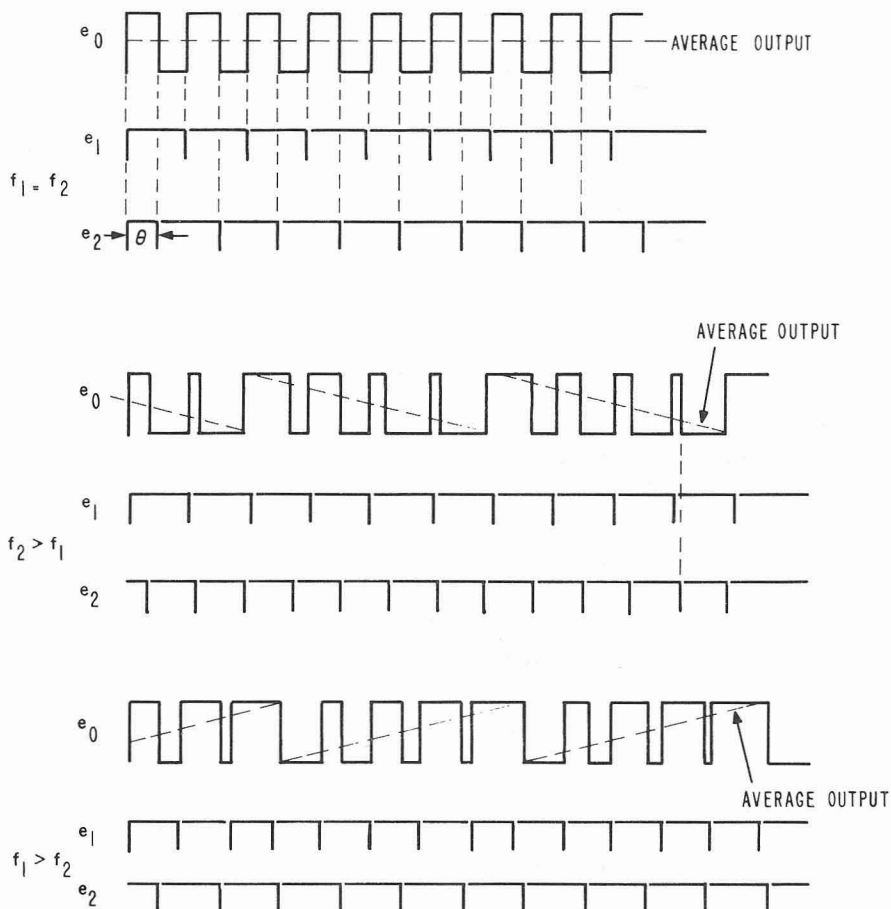 e0
AVERAGE OUTPUT
e1
f1 = f2
e2
θ
AVERAGE OUTPUT
e0
e1
f2 > f1
e2
e0
AVERAGE OUTPUT
e1
f1 > f2
e2